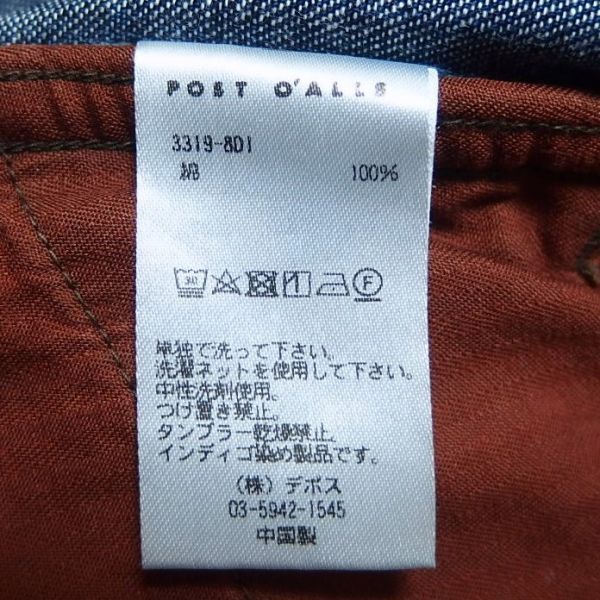 POST O'ALLS
3319-8D1
綿 100%
30 F
単独で洗って下さい。
洗濯ネットを使用して下さい。
中性洗剤使用。
つけ置き禁止。
タンブラー乾燥禁止。
インディゴ染め製品です。
(株) デポス
03-5942-1545
中国製